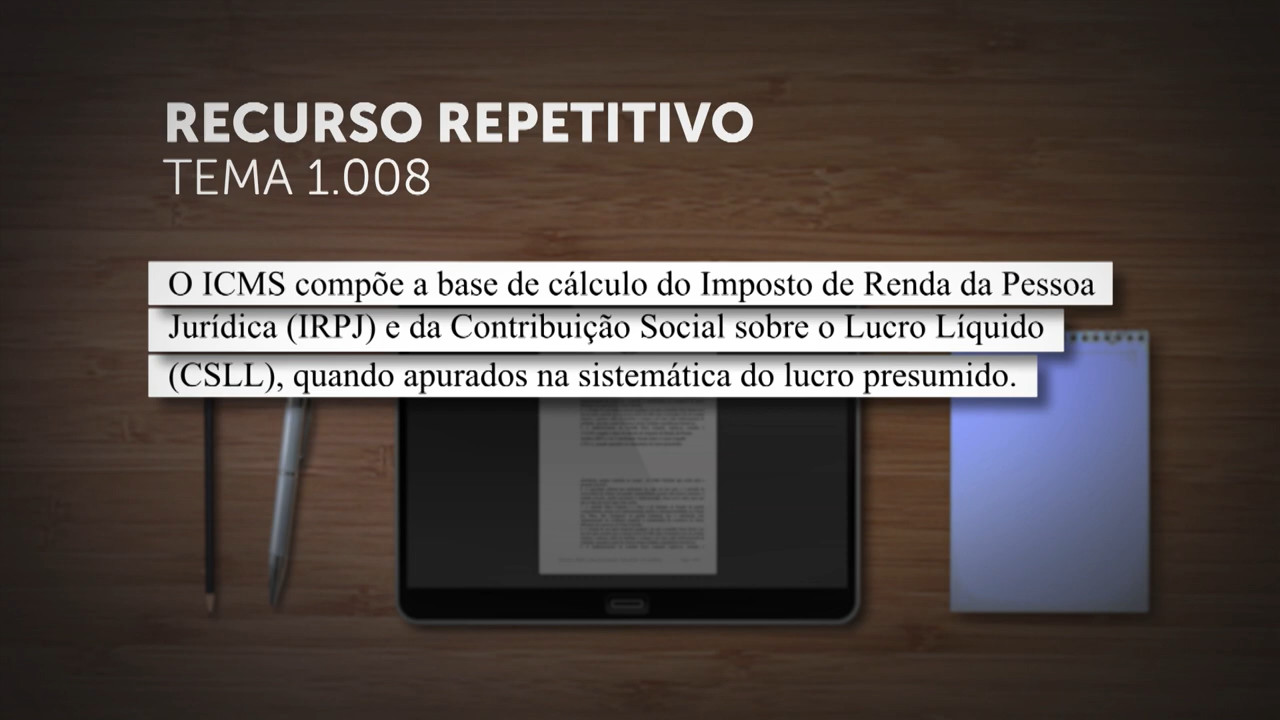 RECURSO REPETITIVO
TEMA 1.008
O ICMS compõe a base de cálculo do Imposto de Renda da Pessoa
Jurídica (IRPJ) e da Contribuição Social sobre o Lucro Líquido
(CSLL), quando apurados na sistemática do lucro presumido.